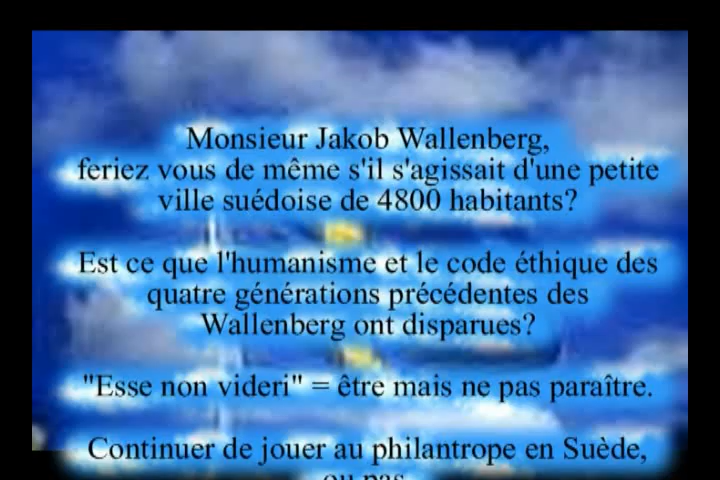 Monsieur Jakob Wallenberg,
feriez vous de même s'il s'agissait d'une petite
ville suédoise de 4800 habitants?
Est ce que l'humanisme et le code éthique des
quatre générations précédentes des
Wallenberg ont disparues?
"Esse non videri" = être mais ne pas paraître.
Continuer de jouer au philantrope en Suède,
ou pas